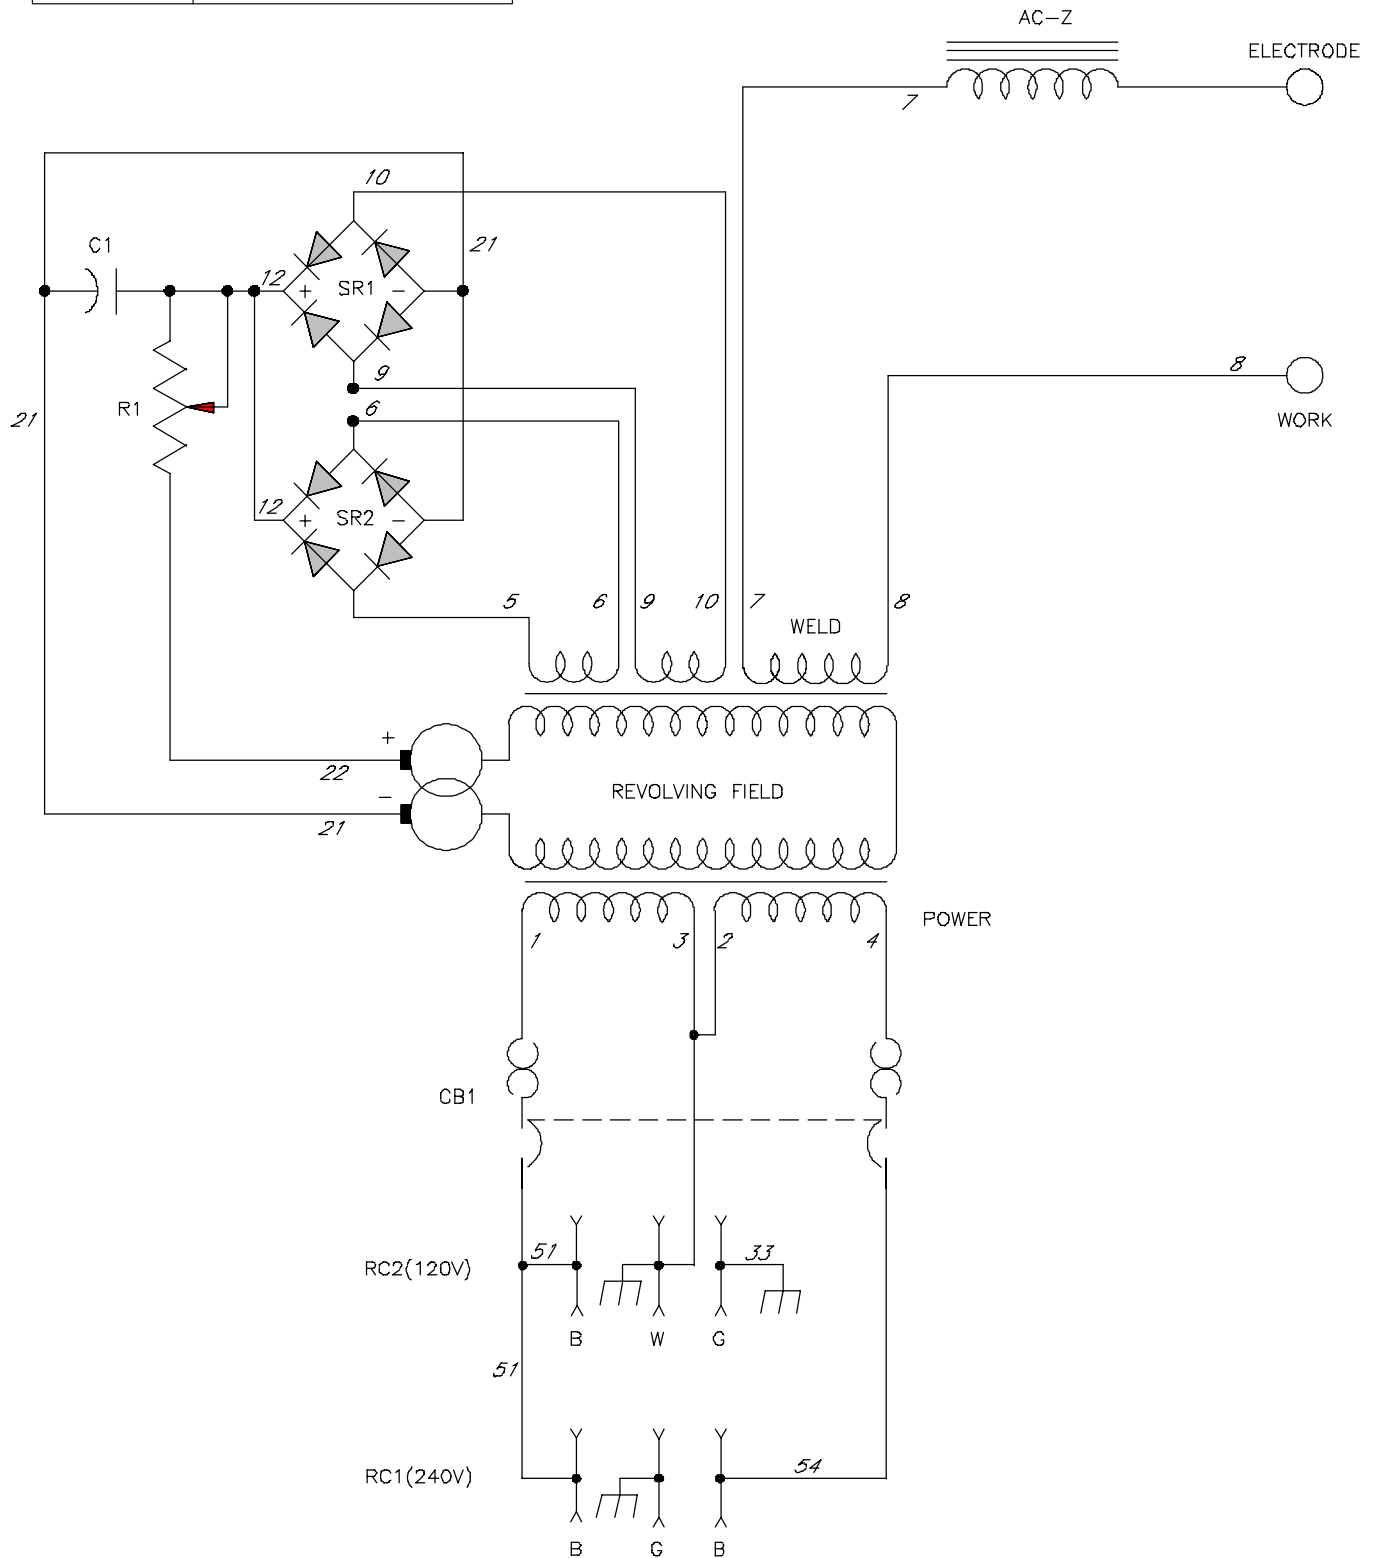 AC-Z
ELECTRODE
7
10
C1
21
12
+ SR1 -
9
8
6
R1
21
WORK
12
+ SR2 -
5 6 9 10 7 8
WELD
+
22
-
REVOLVING FIELD
21
POWER
1 3 2 4
CB1
51 33
RC2(120V)
B W G
51
54
RC1(240V)
B G B